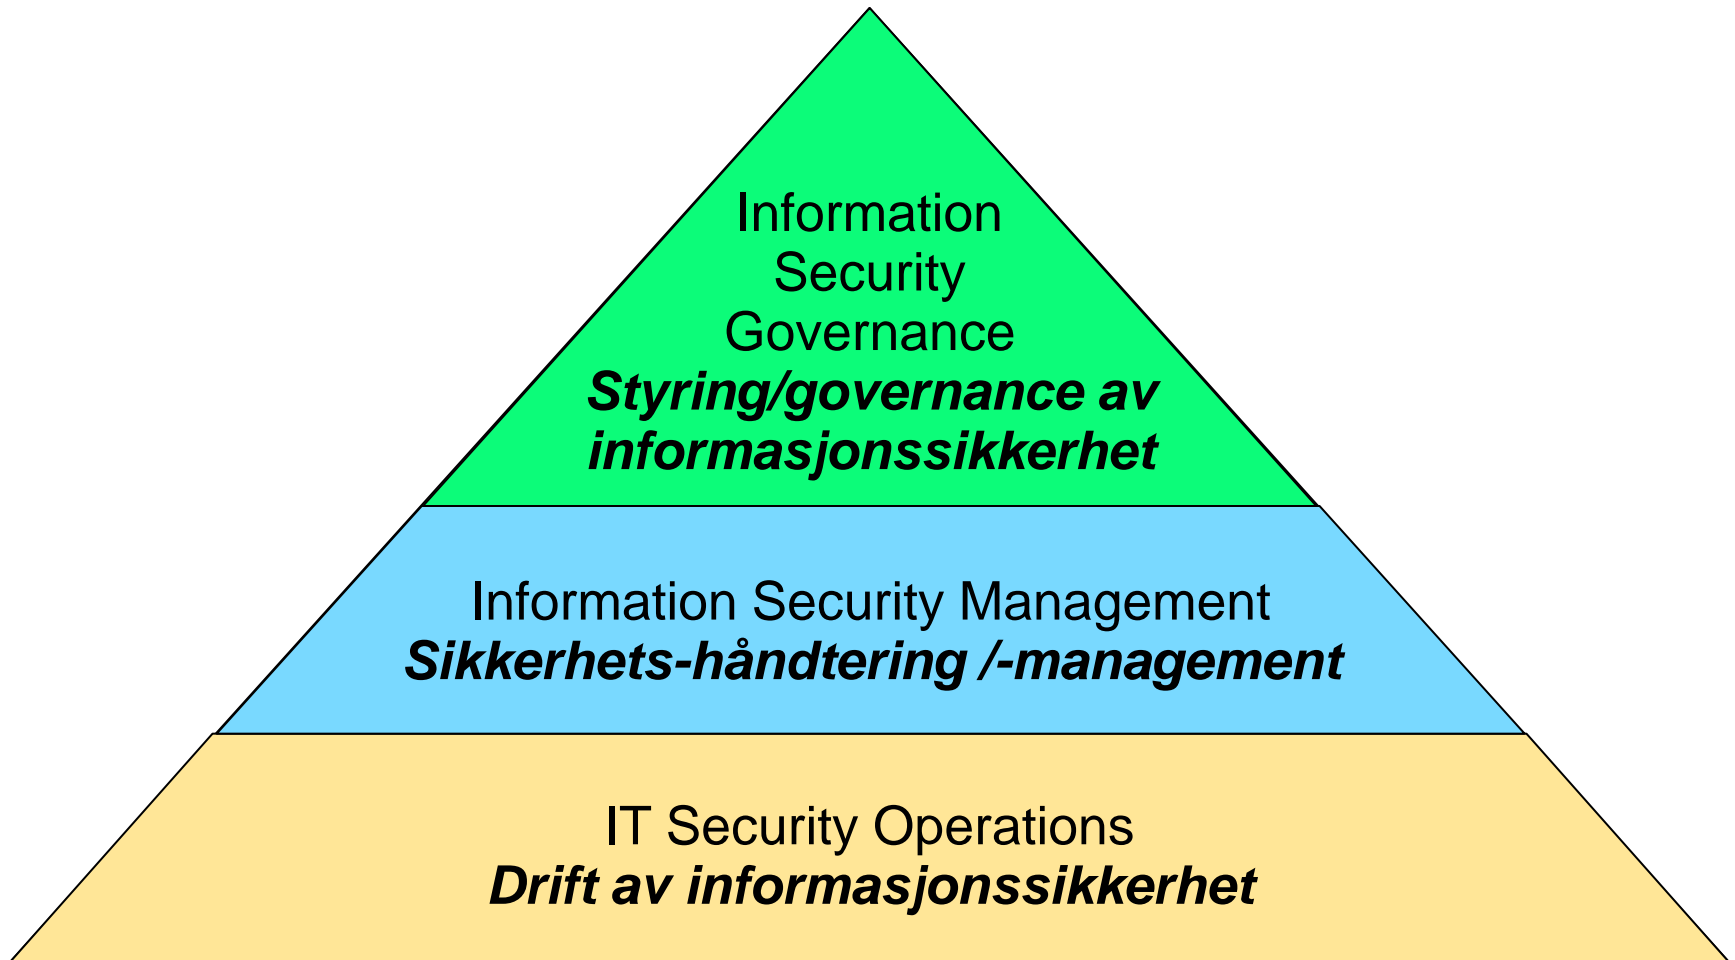 Information
Security
Governance
Styring/governance av
informasjonssikkerhet
Information Security Management
Sikkerhets-håndtering /-management
IT Security Operations
Drift av informasjonssikkerhet